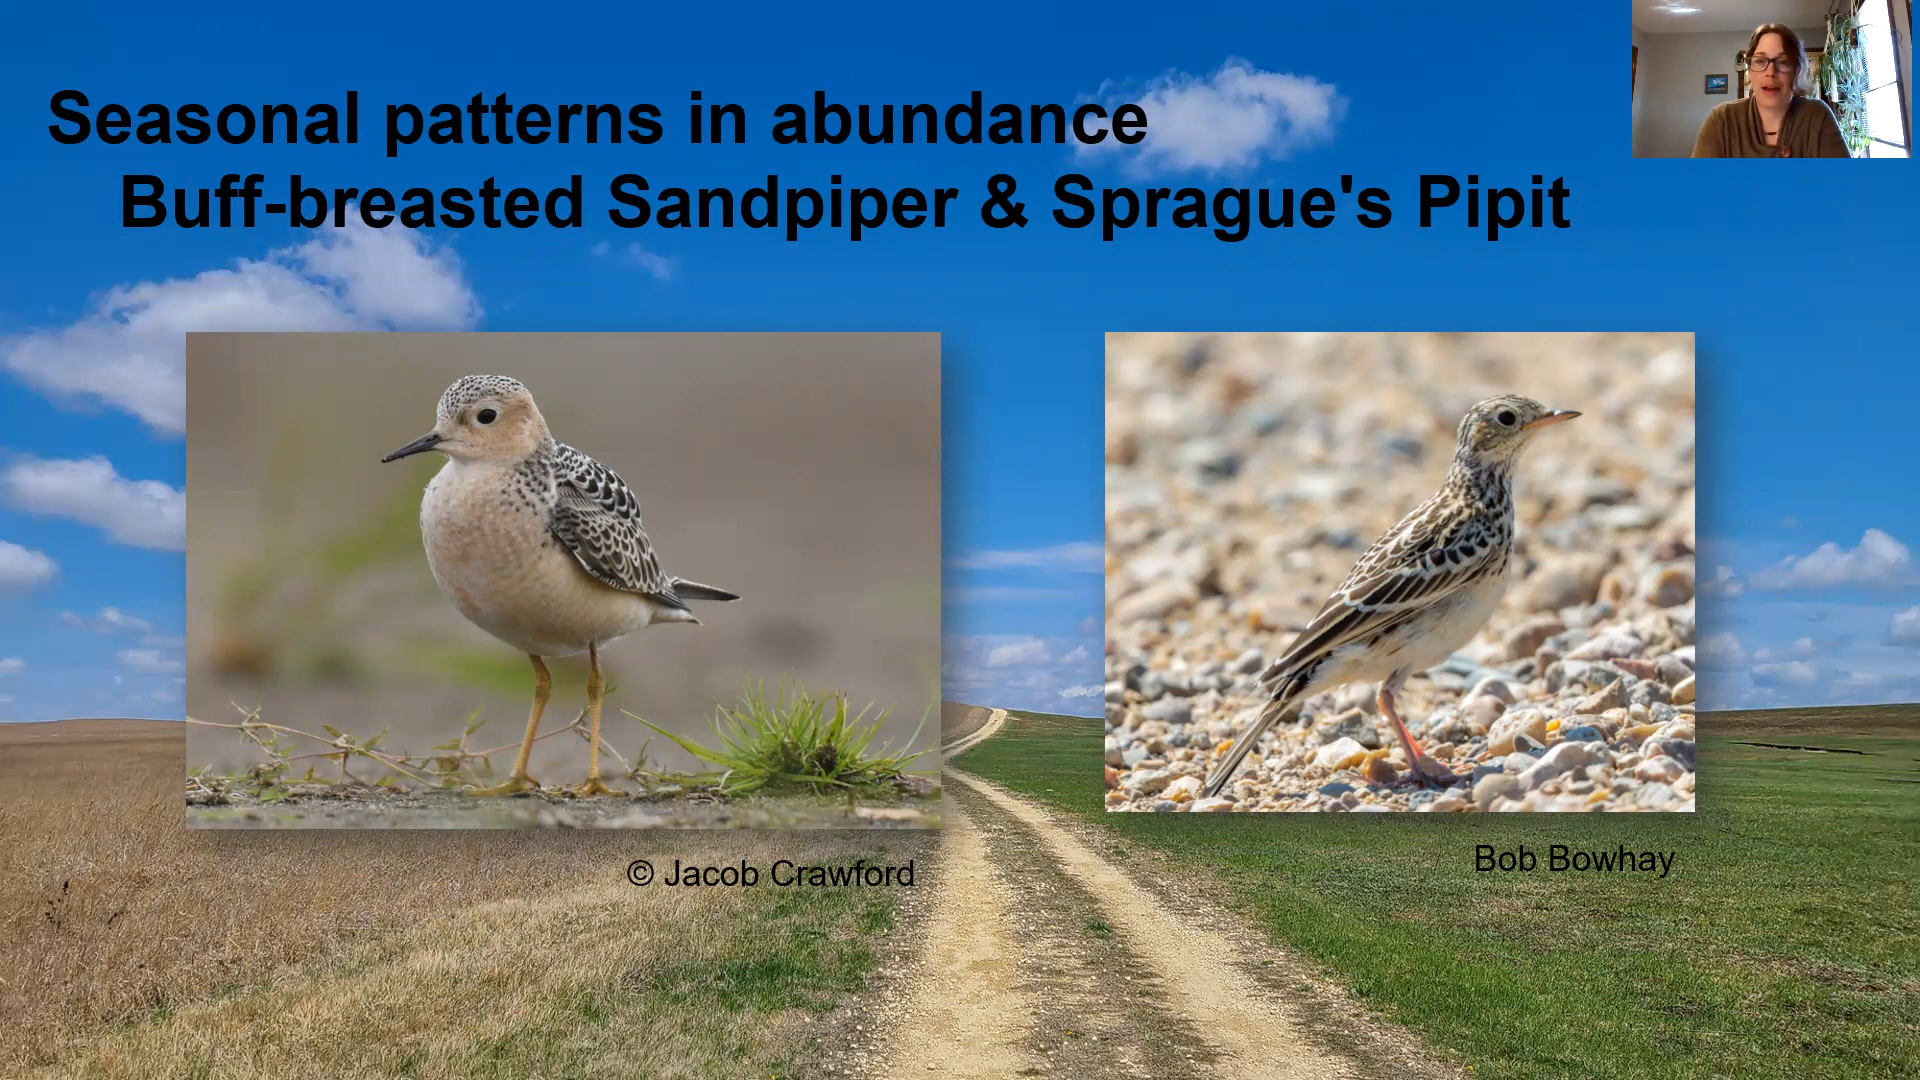 Seasonal patterns in abundance
Buff-breasted Sandpiper & Sprague's Pipit
© Jacob Crawford
Bob Bowhay